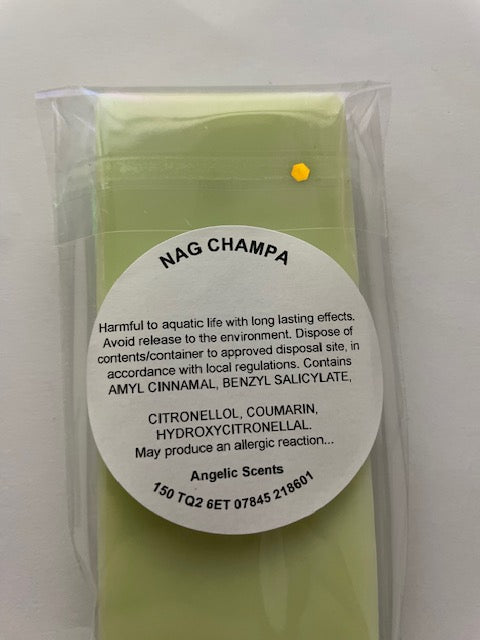 NAG CHAMPA
Harmful to aquatic life with long lasting effects.
Avoid release to the environment. Dispose of
contents/container to approved disposal site, in
accordance with local regulations. Contains
AMYL CINNAMAL, BENZYL SALICYLATE,
CITRONELLOL, COUMARIN,
HYDROXYCITRONELLAL.
May produce an allergic reaction...
Angelic Scents
150 TQ2 6ET 07845 218601